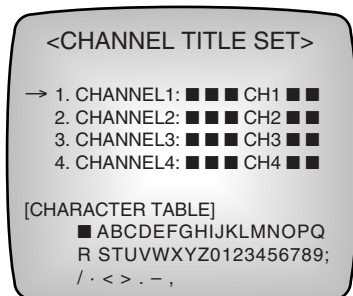 <CHANNEL TITLE SET>
→ 1. CHANNEL1: ■ ■ ■ CH1 ■ ■
2. CHANNEL2: ■ ■ ■ CH2 ■ ■
3. CHANNEL3: ■ ■ ■ CH3 ■ ■
4. CHANNEL4: ■ ■ ■ CH4 ■ ■
[CHARACTER TABLE]
■ ABCDEFGHIJKLMNOPQ
R STUVWXYZ0123456789;
/ · < > . – ,